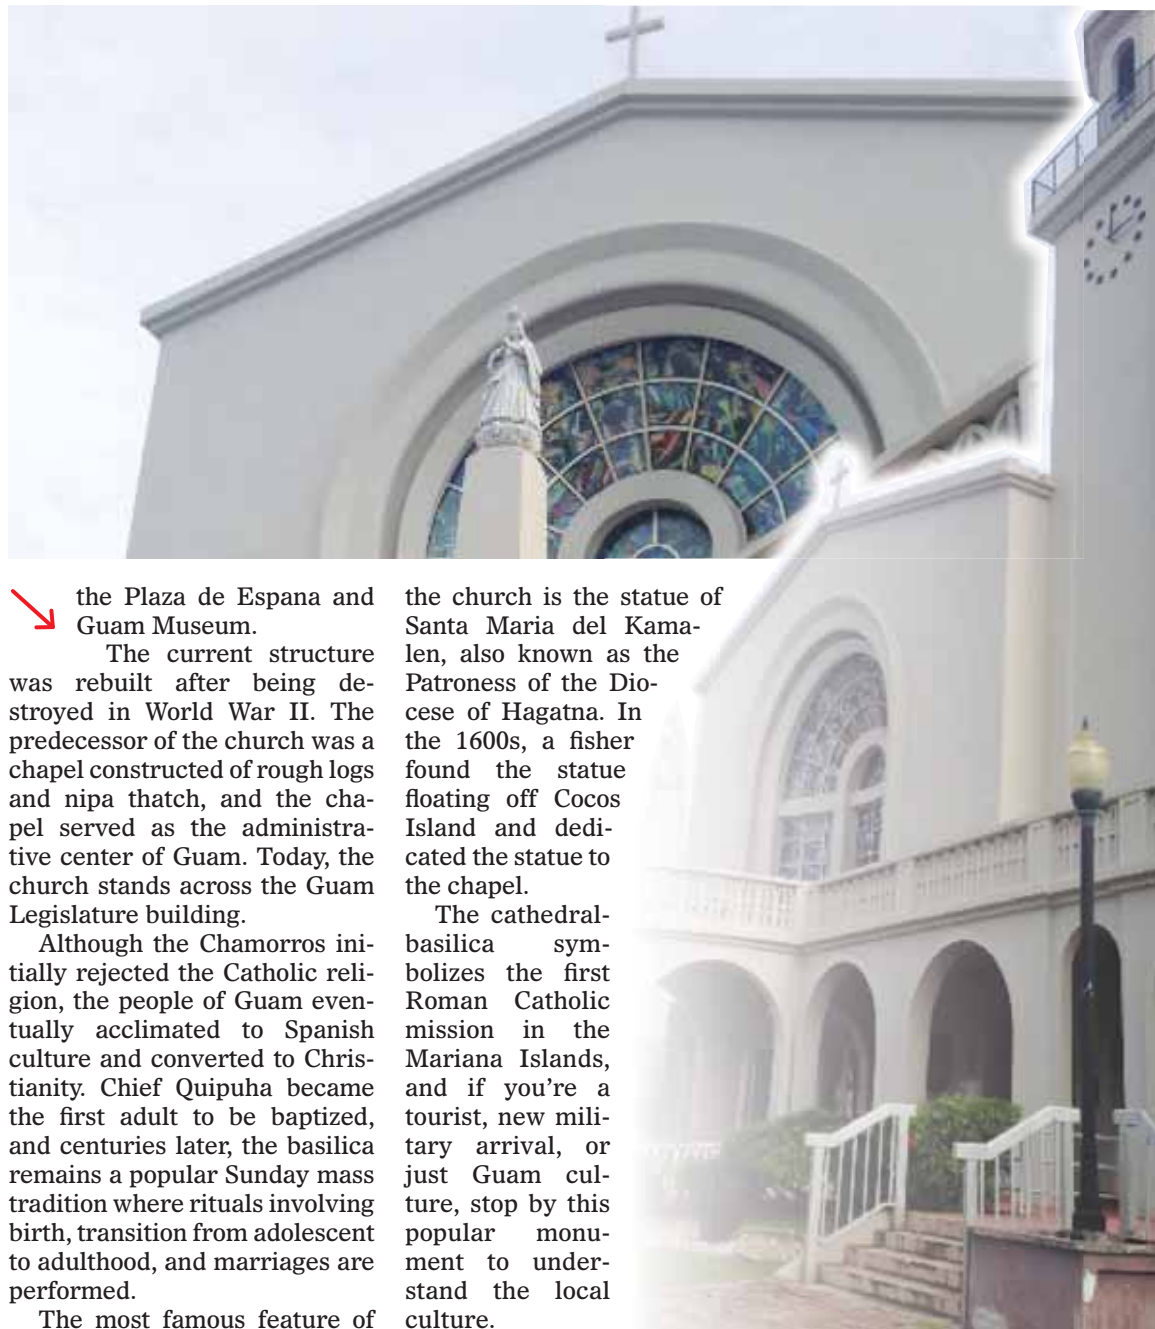 the Plaza de Espana and
Guam Museum.
The current structure
was rebuilt after being de-
stroyed in World War II. The
predecessor of the church was a
chapel constructed of rough logs
and nipa thatch, and the cha-
pel served as the administra-
tive center of Guam. Today, the
church stands across the Guam
Legislature building.
Although the Chamorros ini-
tially rejected the Catholic reli-
gion, the people of Guam even-
tually acclimated to Spanish
culture and converted to Chris-
tianity. Chief Quipuha became
the first adult to be baptized,
and centuries later, the basilica
remains a popular Sunday mass
tradition where rituals involving
birth, transition from adolescent
to adulthood, and marriages are
performed.
The most famous feature of
the church is the statue of
Santa Maria del Kama-
len, also known as the
Patroness of the Dio-
cese of Hagatna. In
the 1600s, a fisher
found the statue
floating off Cocos
Island and dedi-
cated the statue to
the chapel.
The cathedral-
basilica sym-
bolizes the first
Roman Catholic
mission in the
Mariana Islands,
and if you’re a
tourist, new mili-
tary arrival, or
just Guam cul-
ture, stop by this
popular monu-
ment to under-
stand the local
culture.